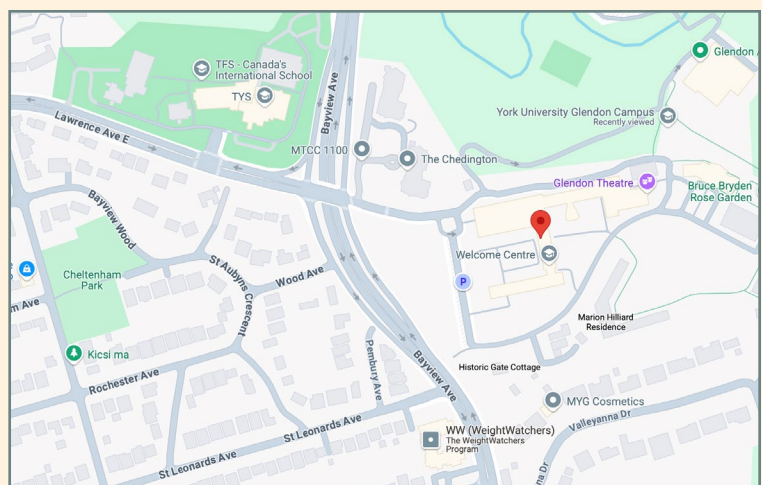 Glendon
TFS - Canada's
International School
TYS
Bayview Ave
York University Glendon Campus
Recently viewed
Lawrence Ave E
MTCC 1100
The Chedington
Glendon Theatre
Bruce Bryden
Rose Garden
Bayview Wood
St Aubyns Crescent
Welcome Centre
Cheltenham
Park
Wood Ave
P
Ave
Marion Hilliard
Residence
Kicsi ma
Pembury Ave
Bayview Ave
Historic Gate Cottage
Rochester Ave
MYG Cosmetics
Valleyanna Dr
St Leonards Ave
WW (WeightWatchers)
The WeightWatchers
Program
St Leonards Ave
na Dr